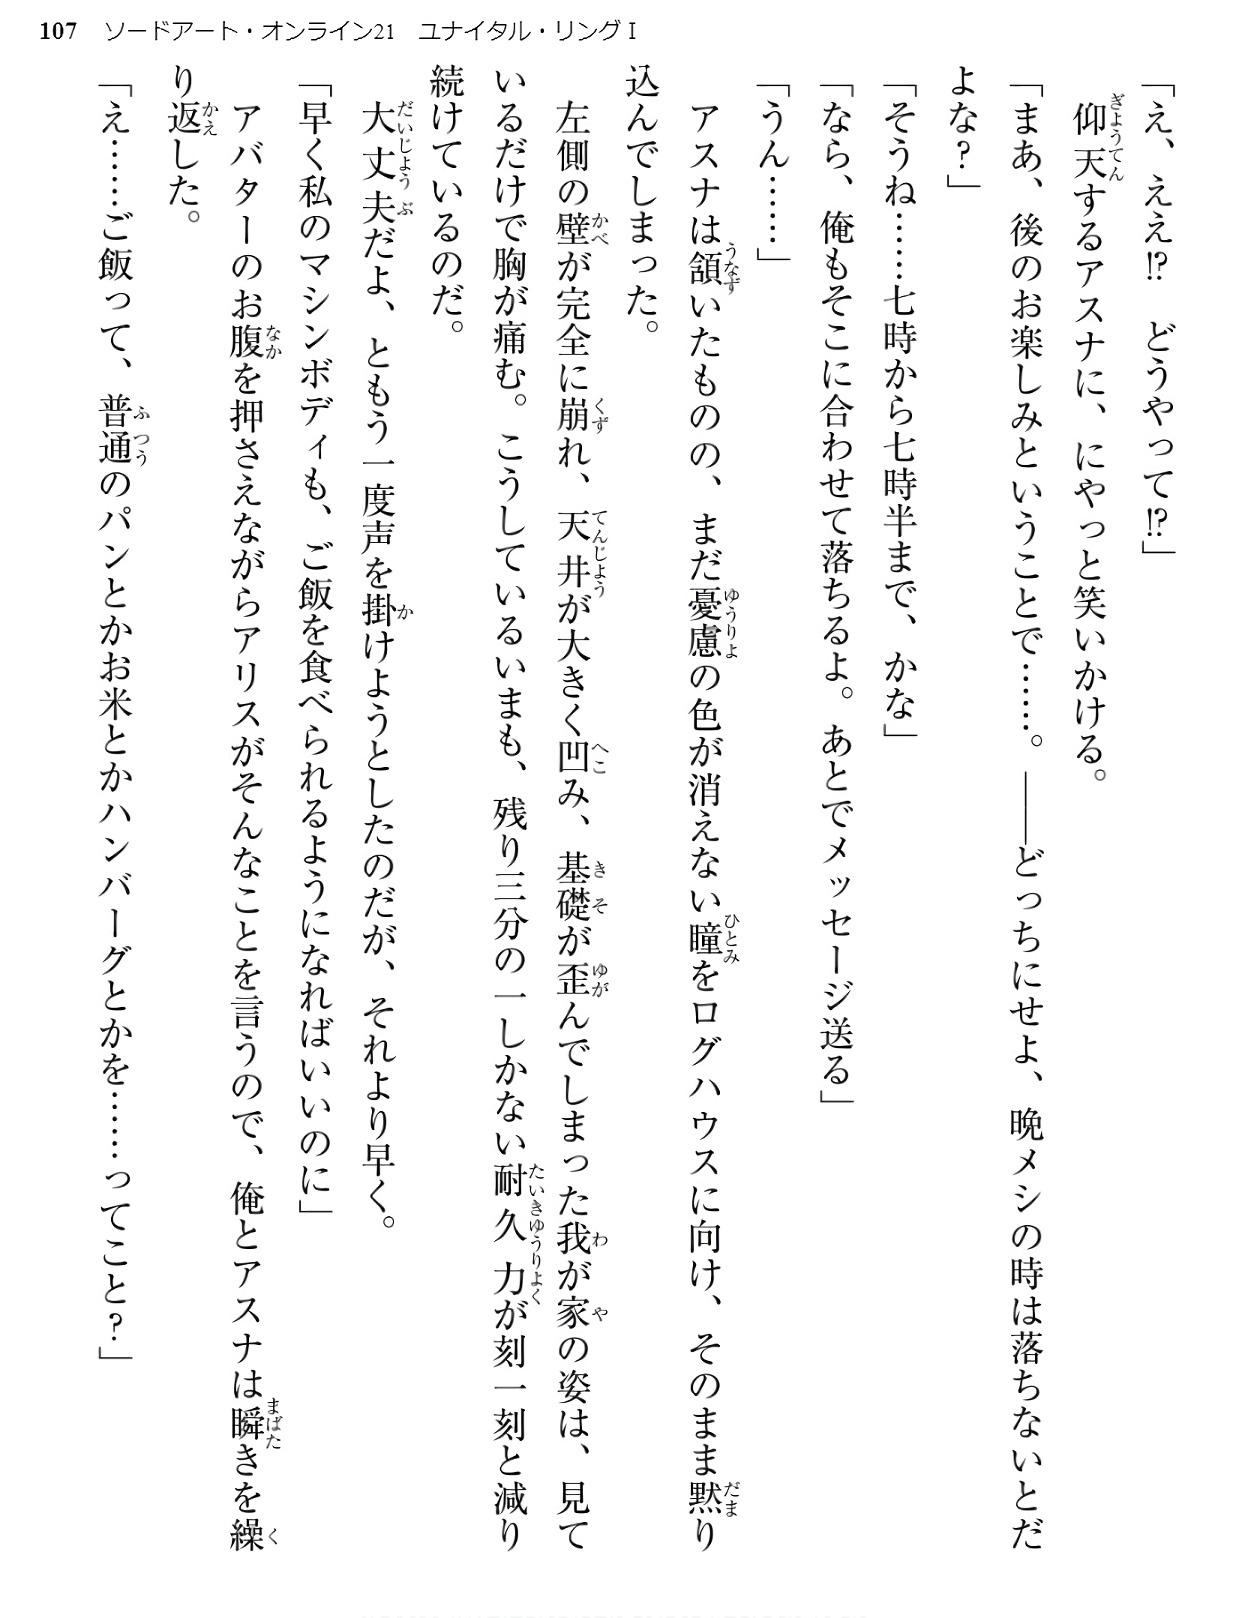 107 ソードアート・オンライン21 ユナイタル・リングⅠ
「え、ええ!? どうやって!?」
仰天するアスナに、にやっと笑いかける。
「まあ、後のお楽しみということで……。――どっちにせよ、晩メシの時は落ちないとだ
よな?」
「そうね……七時から七時半まで、かな」
「なら、俺もそこに合わせて落ちるよ。あとでメッセージ送る」
「うん……」
アスナは頷いたものの、まだ憂慮の色が消えない瞳をログハウスに向け、そのまま黙り
込んでしまった。
左側の壁が完全に崩れ、天井が大きく凹み、基礎が歪んでしまった我が家の姿は、見て
いるだけで胸が痛む。こうしているいまも、残り三分の一しかない耐久力が刻一刻と減り
続けているのだ。
大丈夫だよ、ともう一度声を掛けようとしたのだが、それより早く。
「早く私のマシンボディも、ご飯を食べられるようになればいいのに」
アバターのお腹を押さえながらアリスがそんなことを言うので、俺とアスナは瞬きを繰
り返した。
「え……ご飯って、普通のパンとかお米とかハンバーグとかを……ってこと?」